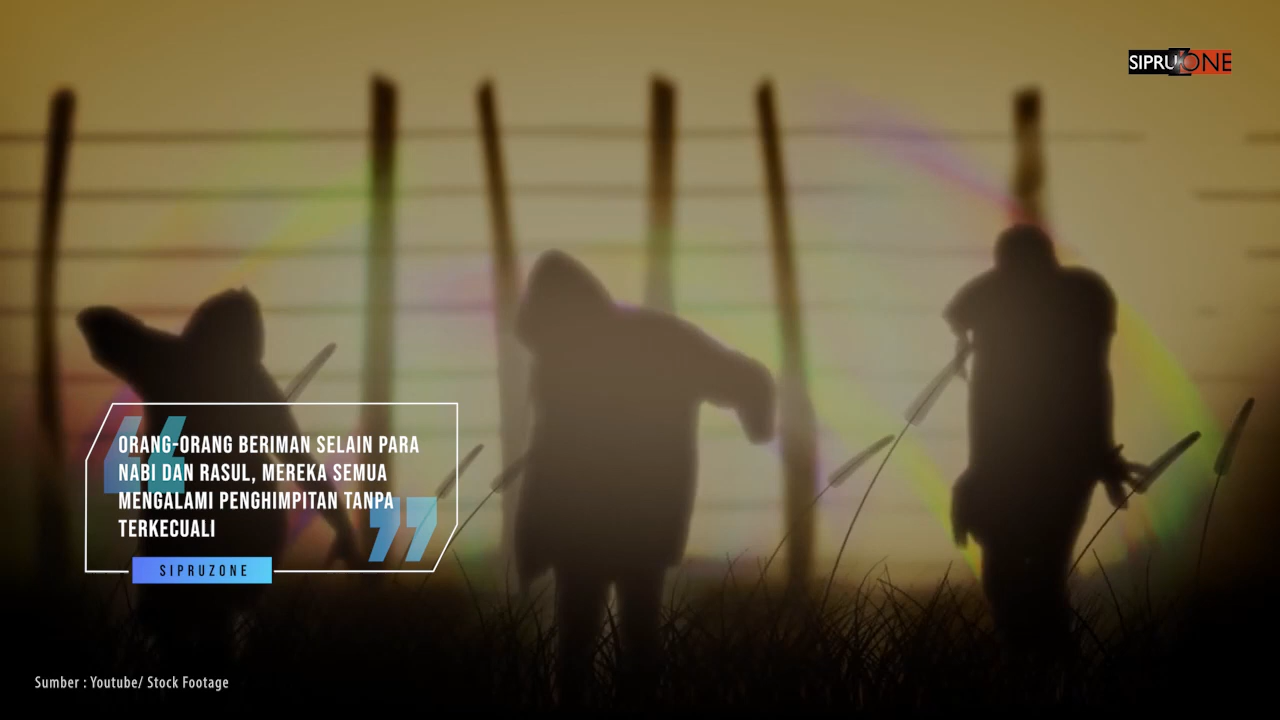 SIPRUZONE
ORANG-ORANG BERIMAN SELAIN PARA
NABI DAN RASUL, MEREKA SEMUA
MENGALAMI PENGHIMPITAN TANPA
TERKECUALI
SIPRUZONE
Sumber : Youtube/ Stock Footage